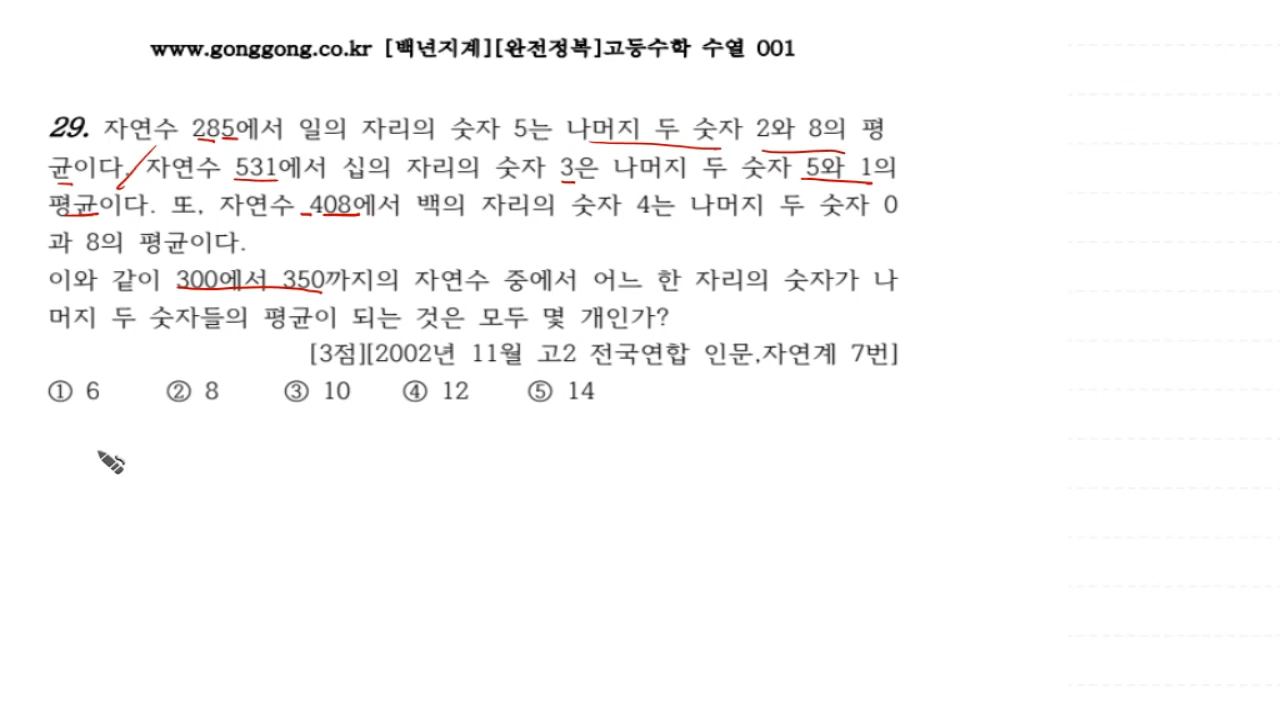 www.gonggong.co.kr [백년지계][완전정복]고등수학 수열 001
29. 자연수 285에서 일의 자리의 숫자 5는 나머지 두 숫자 2와 8의 평
균이다. 자연수 531에서 십의 자리의 숫자 3은 나머지 두 숫자 5와 1의
평균이다. 또, 자연수 408에서 백의 자리의 숫자 4는 나머지 두 숫자 0
과 8의 평균이다.
이와 같이 300에서 350까지의 자연수 중에서 어느 한 자리의 숫자가 나
머지 두 숫자들의 평균이 되는 것은 모두 몇 개인가?
[3점][2002년 11월 고2 전국연합 인문,자연계 7번]
① 6 ② 8 ③ 10 ④ 12 ⑤ 14